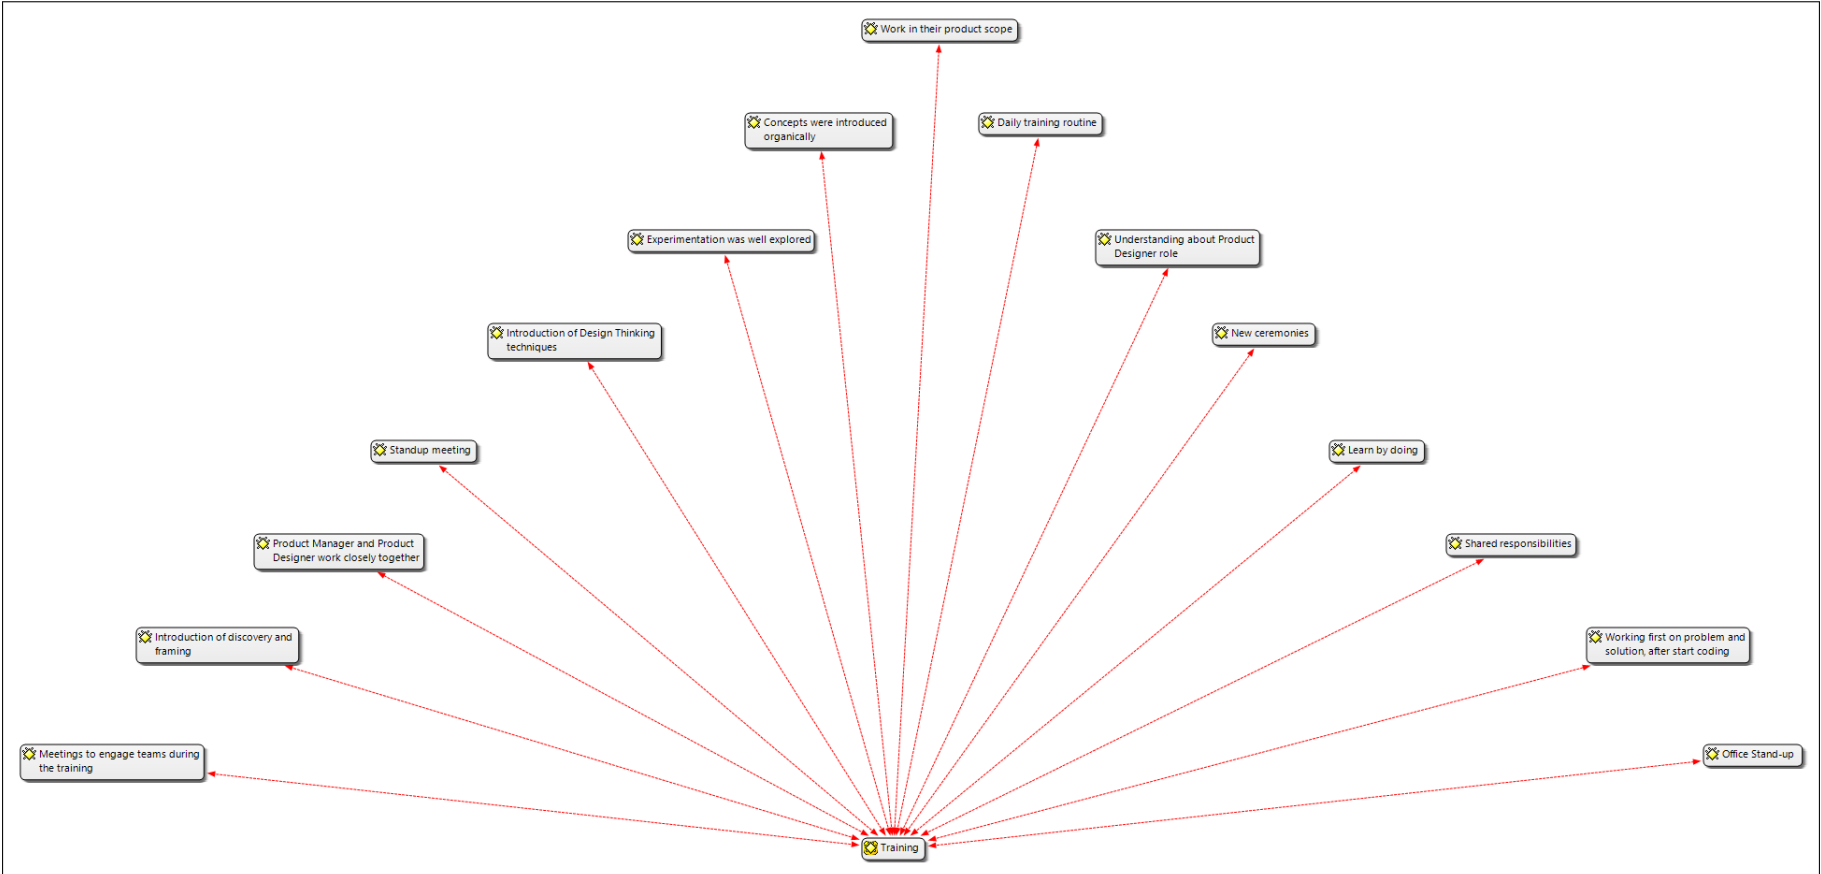 Work in their product scope
Concepts were introduced
organically
Daily training routine
Experimentation was well explored
Understanding about Product
Designer role
Introduction of Design Thinking
techniques
New ceremonies
Standup meeting
Learn by doing
Product Manager and Product
Designer work closely together
Shared responsibilities
Introduction of discovery and
framing
Working first on problem and
solution, after start coding
Meetings to engage teams during
the training
Office Stand-up
Training